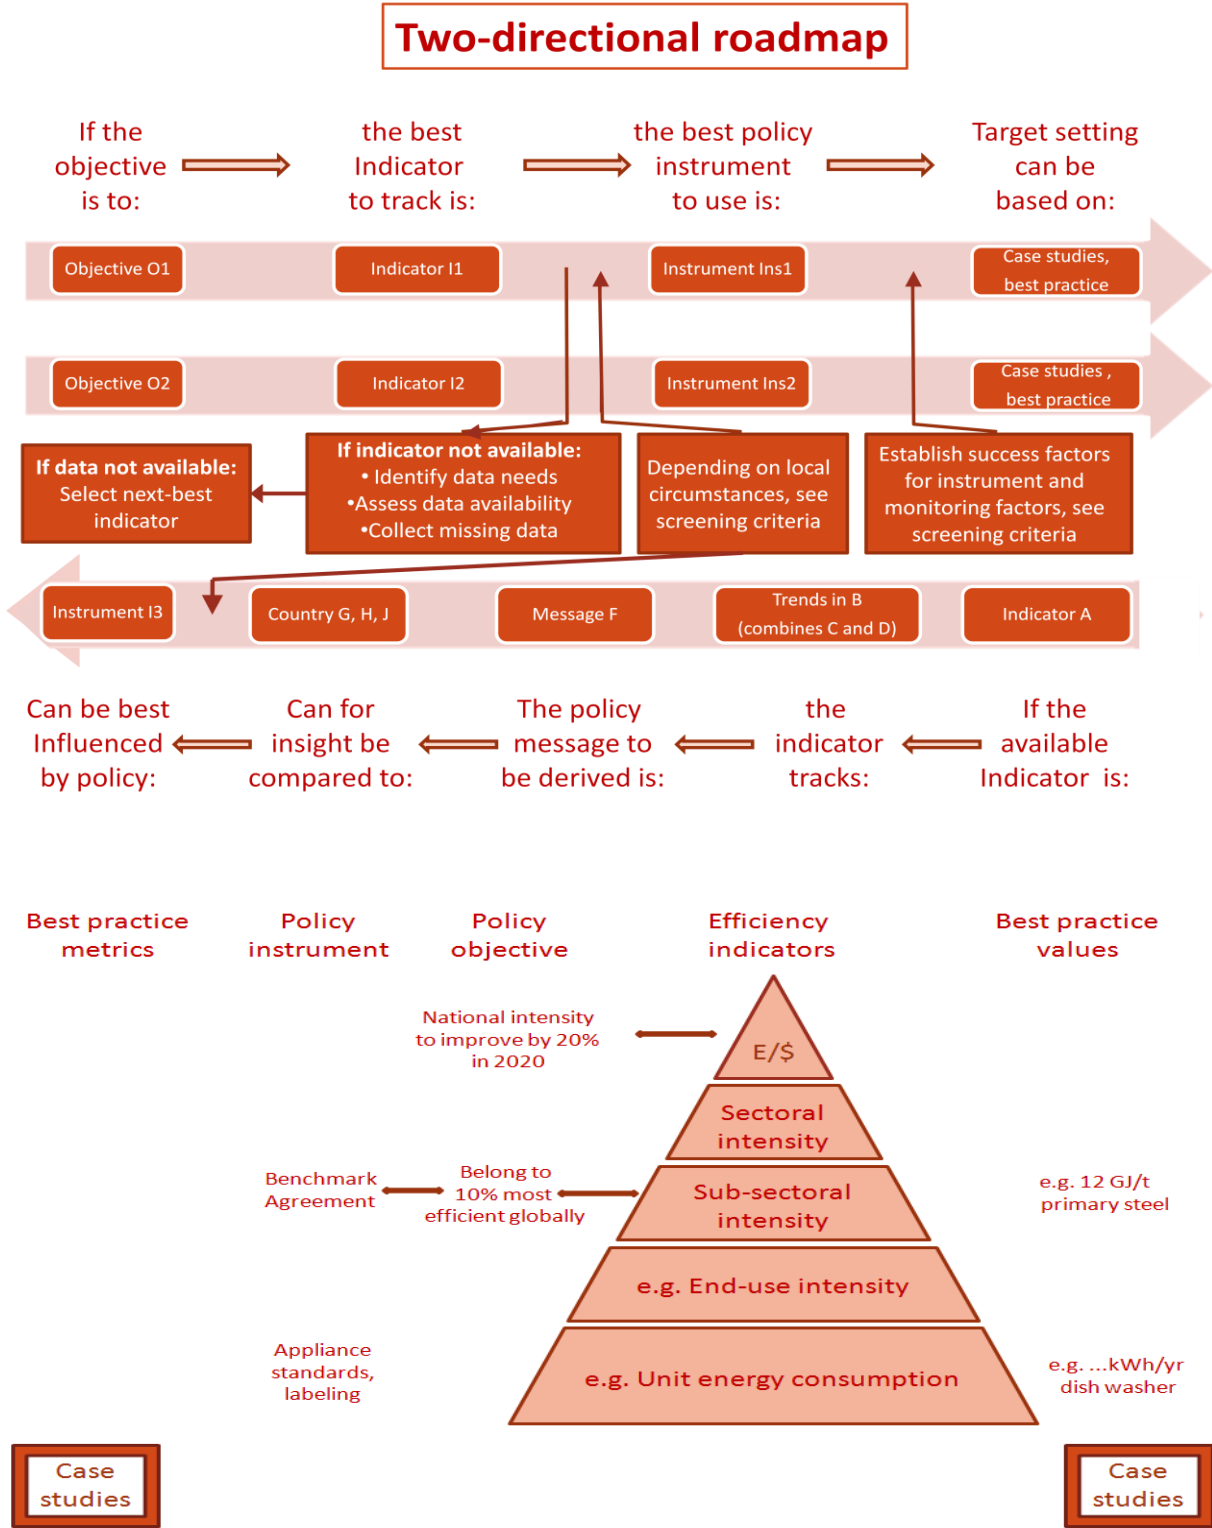 Two-directional roadmap
If the
objective
is to:
the best
Indicator
to track is:
the best policy
instrument
to use is:
Target setting
can be
based on:
Objective O1
Indicator I1
Instrument Ins1
Case studies,
best practice
Objective O2
Indicator I2
Instrument Ins2
Case studies ,
best practice
If data not available:
Select next-best
indicator
If indicator not available:
• Identify data needs
•Assess data availability
•Collect missing data
Depending on local
circumstances, see
screening criteria
Establish success factors
for instrument and
monitoring factors, see
screening criteria
Instrument I3
Country G, H, J
Message F
Trends in B
(combines C and D)
Indicator A
Can be best
Influenced
by policy:
Can for
insight be
compared to:
The policy
message to
be derived is:
the
indicator
tracks:
If the
available
Indicator is:
Best practice
metrics
Policy
instrument
Policy
objective
Efficiency
indicators
Best practice
values
National intensity
to improve by 20%
in 2020
E/$
Sectoral
intensity
Benchmark
Agreement
Belong to
10% most
efficient globally
Sub-sectoral
intensity
e.g. 12 GJ/t
primary steel
e.g. End-use intensity
Appliance
standards,
labeling
e.g. Unit energy consumption
e.g. ...kWh/yr
dish washer
Case
studies
Case
studies